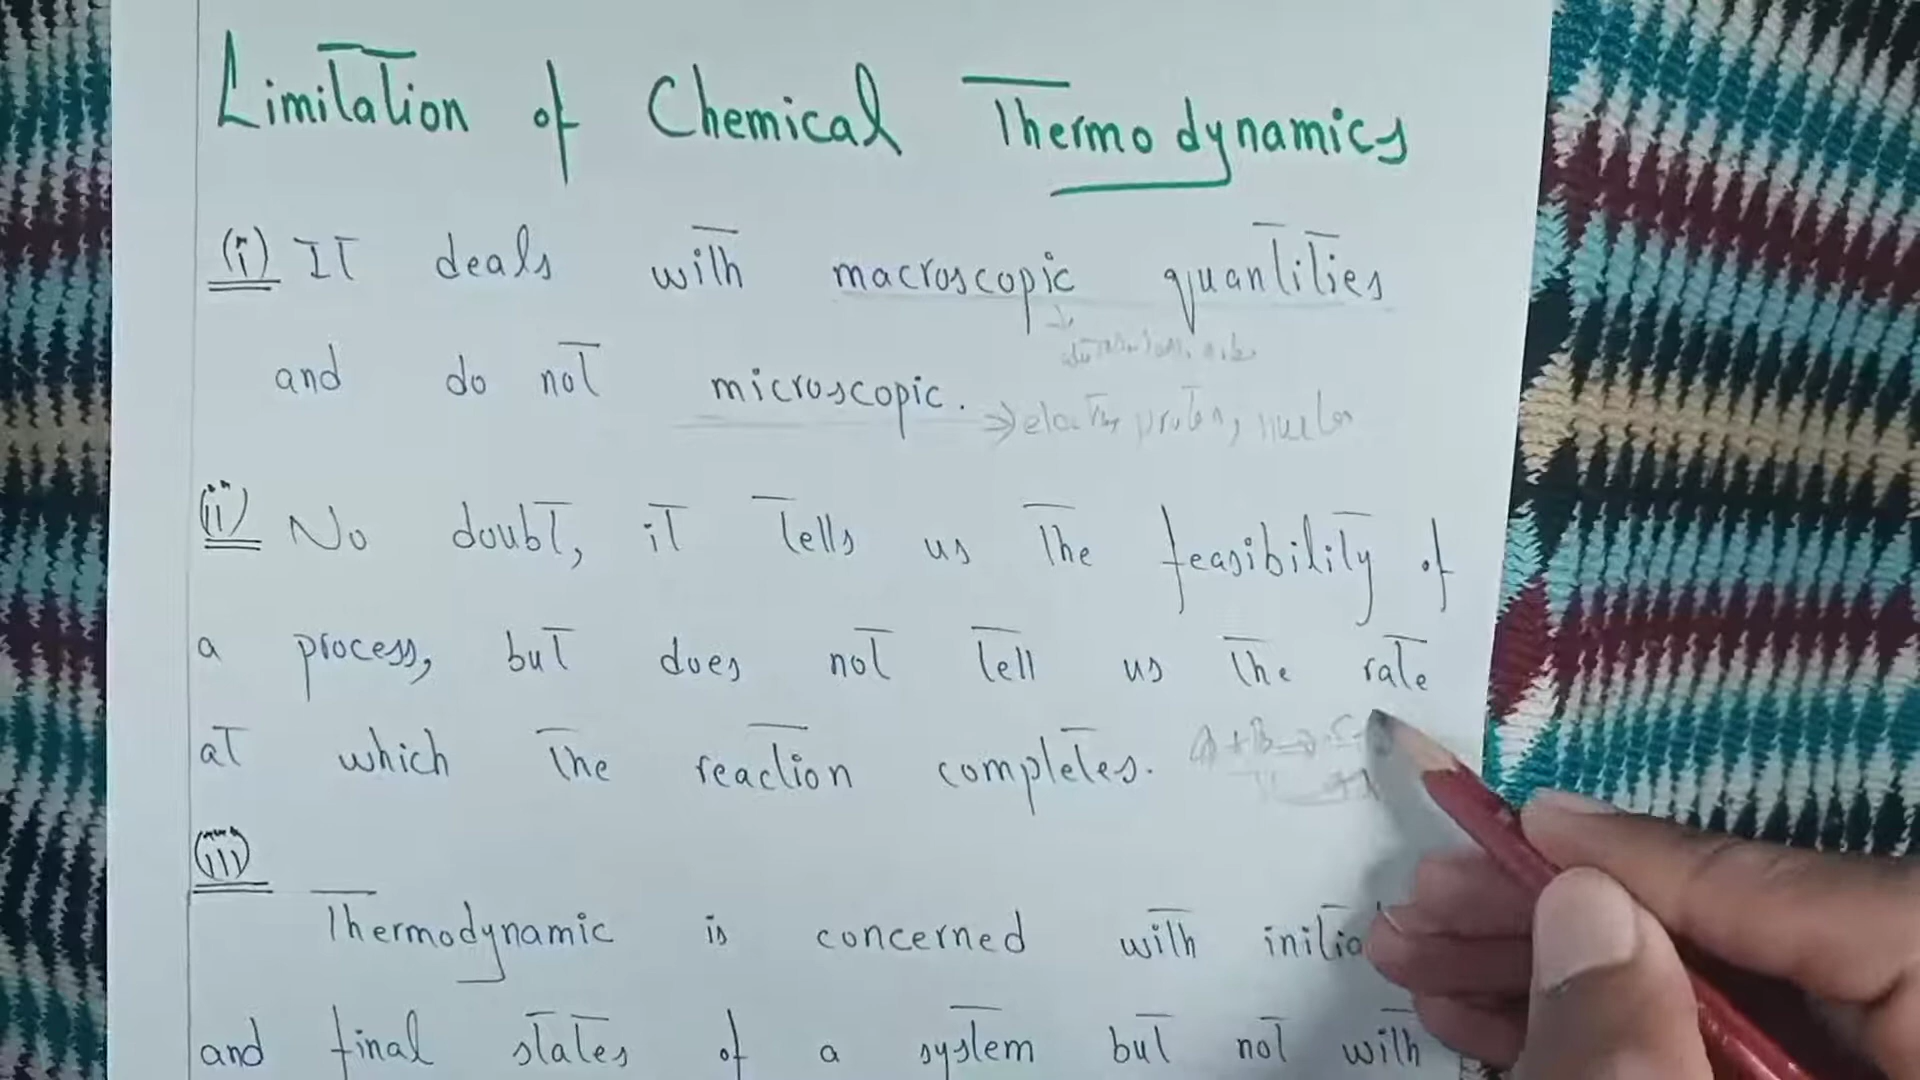 Limitation of Chemical Thermodynamics
(i) It deals with macroscopic quantities
and do not microscopic.
(ii) No doubt, it tells us the feasibility of
a process, but does not tell us the rate
at which the reaction completes. A + B →
(iii)
Thermodynamic is concerned with
and final states of a system but not with